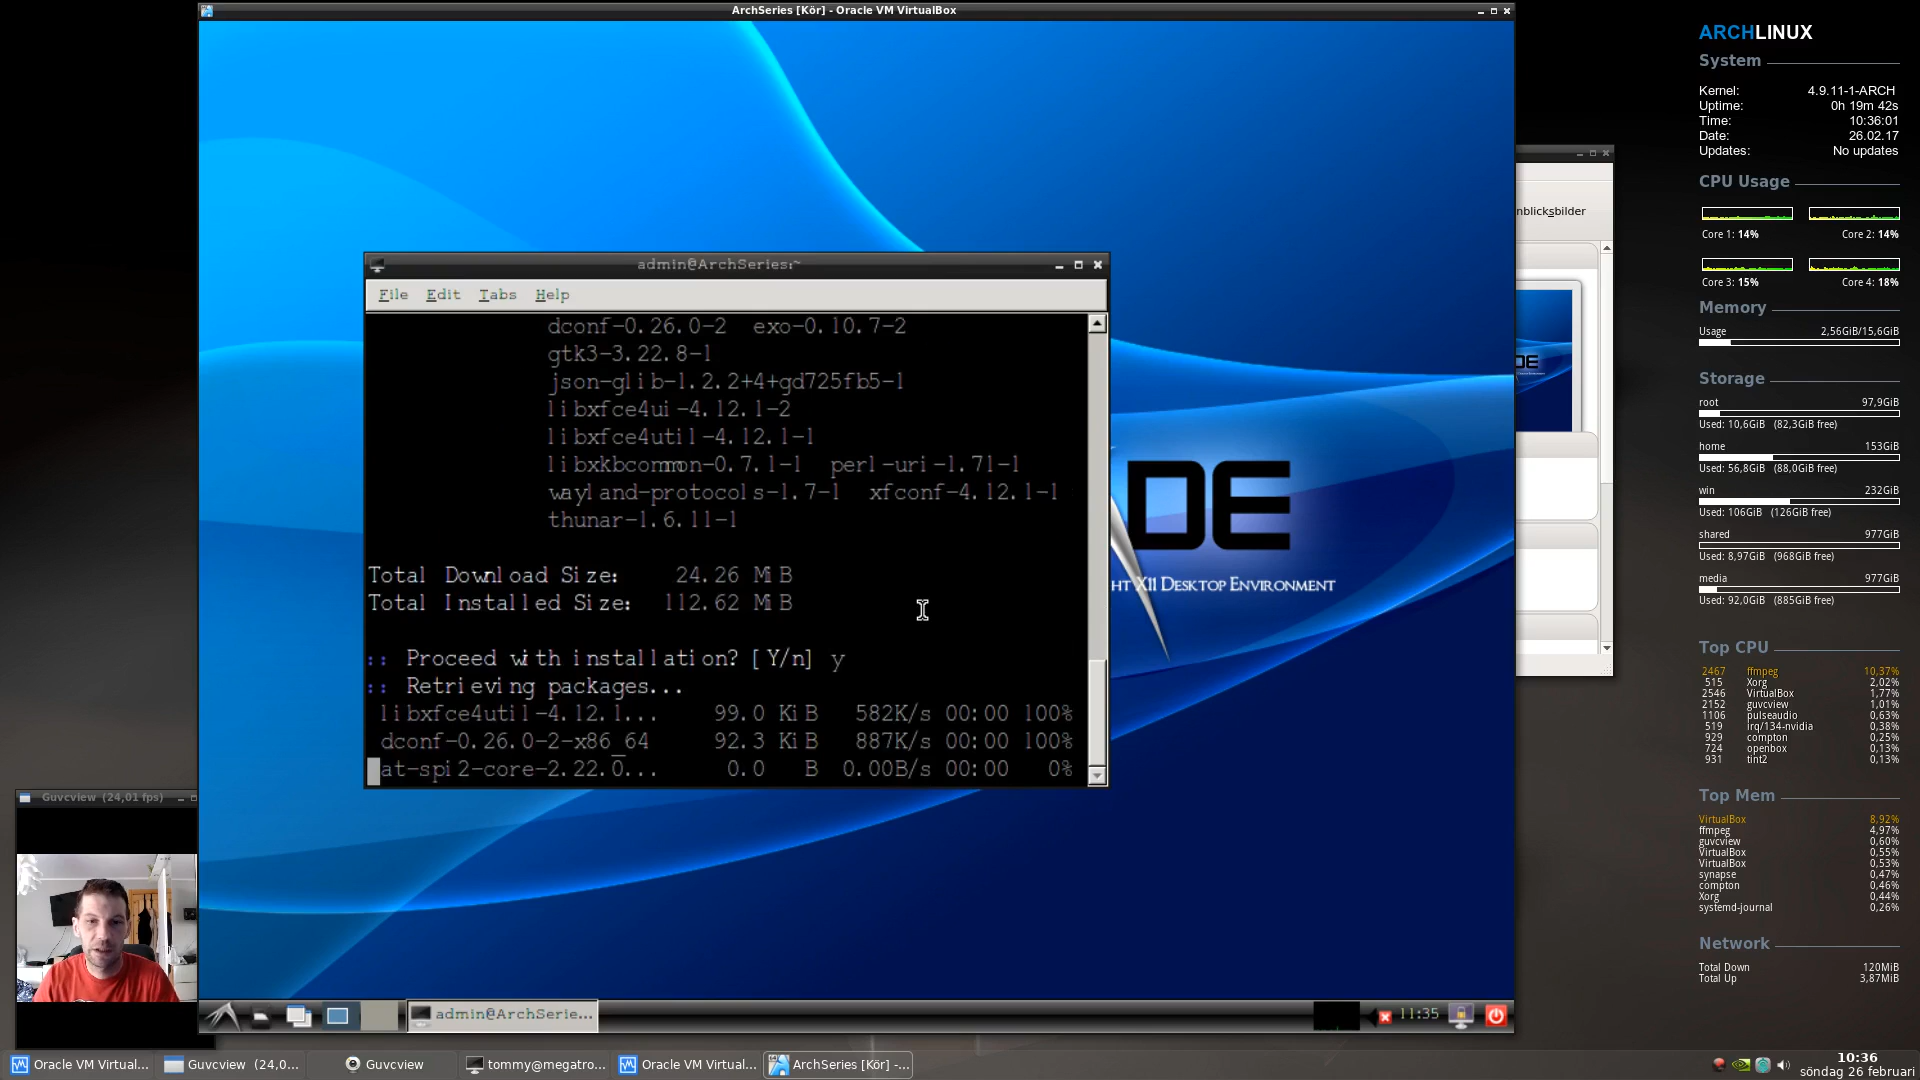 ArchSeries [Kör] - Oracle VM VirtualBox
admin@ArchSeries:~
File Edit Tabs Help
dconf-0.26.0-2 exo-0.10.7-2
gtk3-3.22.8-1
json-glib-1.2.2+4+gd725fb5-1
libxfce4ui-4.12.1-2
libxfce4util-4.12.1-1
libxkbcommon-0.7.1-1 perl-uri-1.71-1
wayland-protocols-1.7-1 xfconf-4.12.1-1
thunar-1.6.11-1
Total Download Size: 24.26 MiB
Total Installed Size: 112.62 MiB
:: Proceed with installation? [Y/n] y
:: Retrieving packages...
libxfce4util-4.12.1... 99.0 KiB 582K/s 00:00 100%
dconf-0.26.0-2-x86_64 92.3 KiB 887K/s 00:00 100%
at-spi2-core-2.22.0... 0.0 B 0.00B/s 00:00 0%
DE
HT X11 DESKTOP ENVIRONMENT
nblicksbilder
DE
Guvcview (24,01 fps)
admin@ArchSerie...
11:35
Oracle VM Virtual...
Guvcview (24,0...
Guvcview
tommy@megatro...
Oracle VM Virtual...
ArchSeries [Kör] -...
10:36
söndag 26 februari
ARCHLINUX
System
Kernel: 4.9.11-1-ARCH
Uptime: 0h 19m 42s
Time: 10:36:01
Date: 26.02.17
Updates: No updates
CPU Usage
Core 1: 14% Core 2: 14%
Core 3: 15% Core 4: 18%
Memory
Usage 2,56GiB/15,6GiB
Storage
root 97,9GiB
Used: 10,6GiB (82,3GiB free)
home 153GiB
Used: 56,8GiB (88,0GiB free)
win 232GiB
Used: 106GiB (126GiB free)
shared 977GiB
Used: 8,97GiB (968GiB free)
media 977GiB
Used: 92,0GiB (885GiB free)
Top CPU
2467 ffmpeg 10,37%
515 Xorg 2,02%
2546 VirtualBox 1,77%
2152 guvcview 1,01%
1106 pulseaudio 0,63%
519 irq/134-nvidia 0,38%
929 compton 0,25%
724 openbox 0,13%
931 tint2 0,13%
Top Mem
VirtualBox 8,92%
ffmpeg 4,97%
guvcview 0,60%
VirtualBox 0,55%
VirtualBox 0,53%
synapse 0,47%
compton 0,46%
Xorg 0,44%
systemd-journal 0,26%
Network
Total Down 120MiB
Total Up 3,87MiB